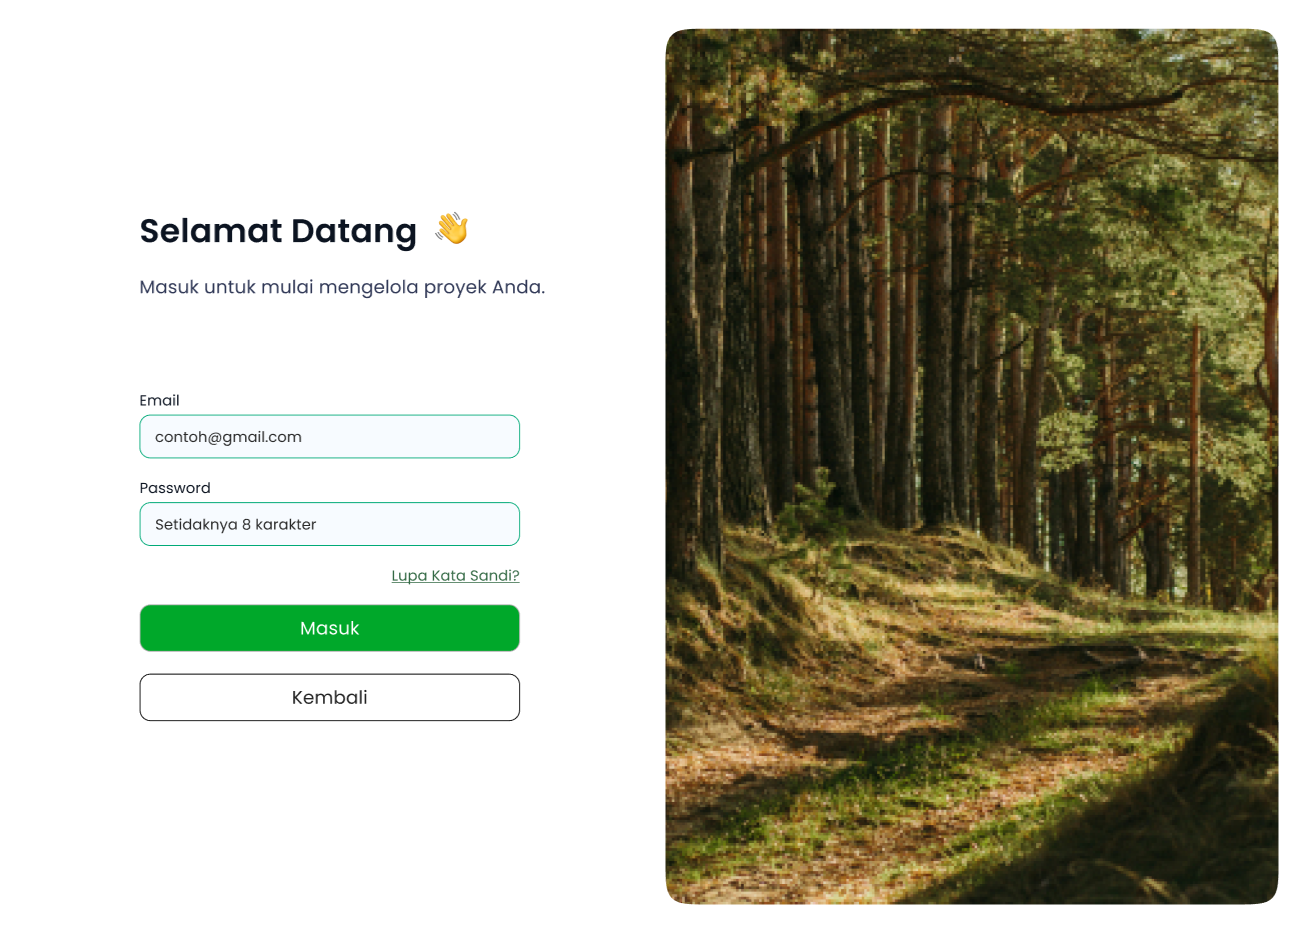 Selamat Datang 👋
Masuk untuk mulai mengelola proyek Anda.
Email
contoh@gmail.com
Password
Setidaknya 8 karakter
Lupa Kata Sandi?
Masuk
Kembali